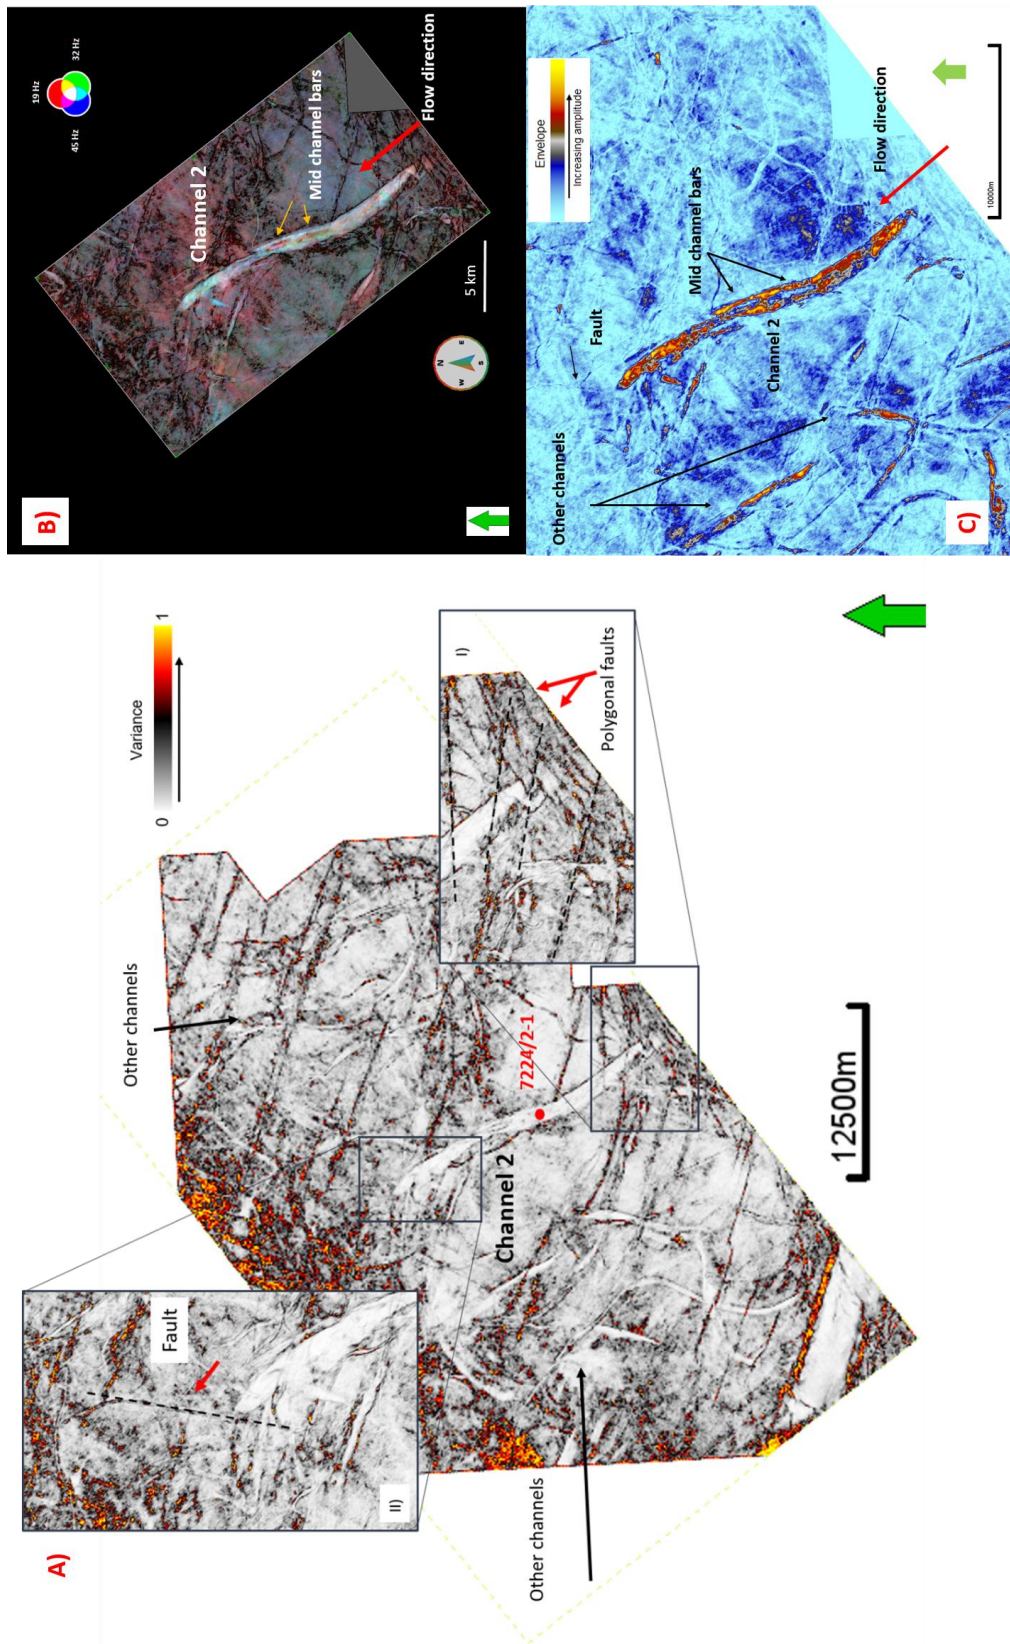 A)
Fault
II)
Other channels
Variance
0
1
I)
Polygonal faults
7224/2-1
Channel 2
Other channels
12500m
B)
19 Hz
32 Hz
45 Hz
Channel 2
Mid channel bars
Flow direction
N
E
S
W
5 km
C)
Envelope
Increasing amplitude
Other channels
Fault
Mid channel bars
Channel 2
Flow direction
10000m